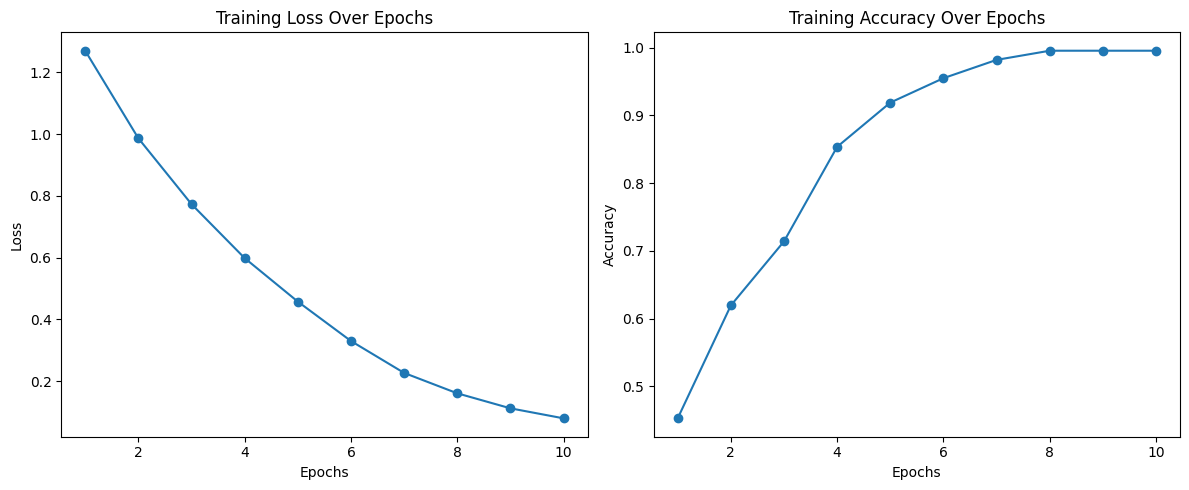 Training Loss Over Epochs
1.2
1.0
0.8
0.6
0.4
0.2
Loss
2 4 6 8 10
Epochs
Training Accuracy Over Epochs
1.0
0.9
0.8
0.7
0.6
0.5
Accuracy
2 4 6 8 10
Epochs